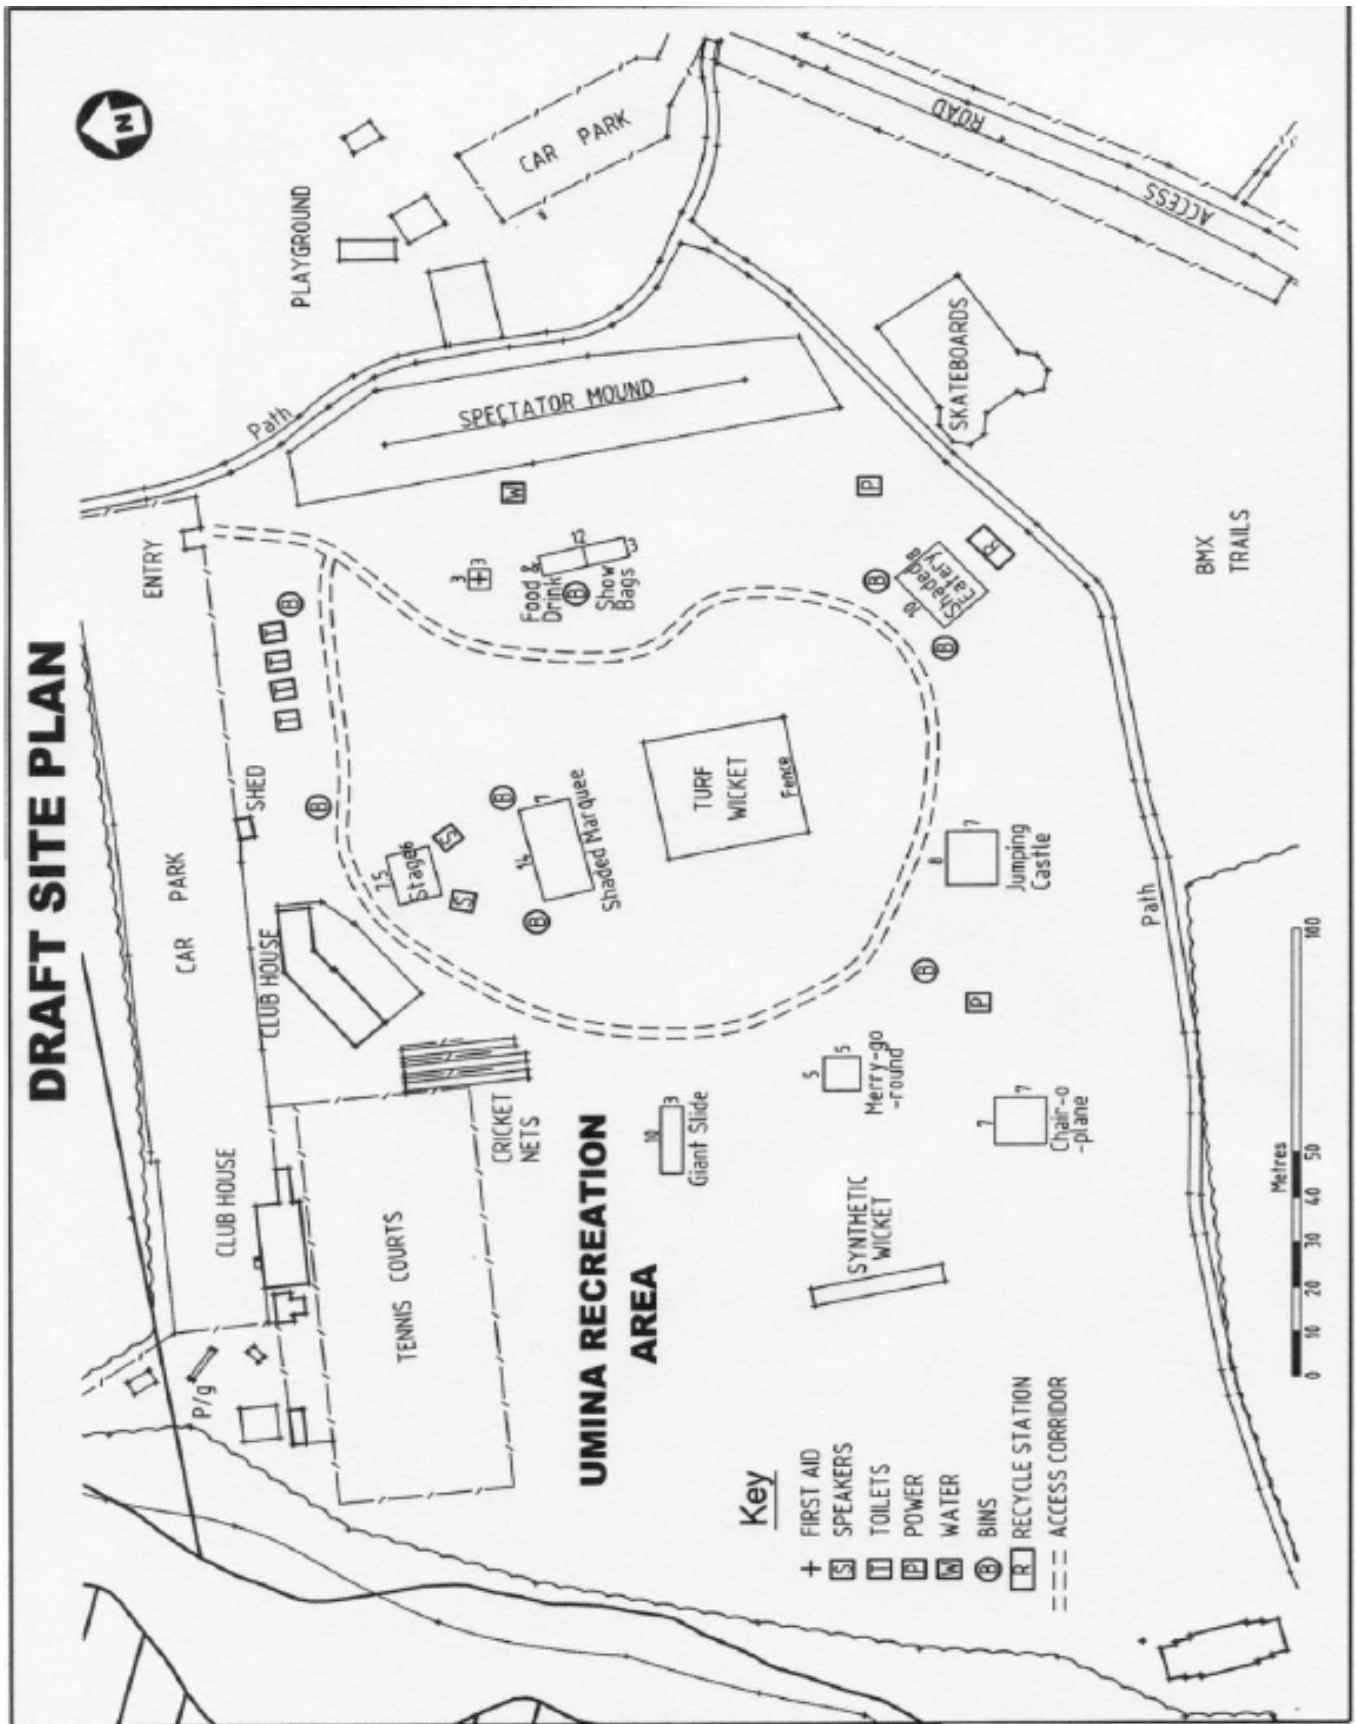 DRAFT SITE PLAN
N
ENTRY
Path
PLAYGROUND
CAR PARK
ROAD
ACCESS
CAR PARK
SHED
CLUB HOUSE
CLUB HOUSE
P/g
TENNIS COURTS
CRICKET
NETS
T
T
T
T
B
B
SPECTATOR MOUND
W
3
3
Food &
Drink
12
3
B
Show
Bags
7.5
Stage
6
S
S
B
B
14
7
Shaded Marquee
TURF
WICKET
Fence
P
B
B
10
8
Shaded
Eatery
R
SKATEBOARDS
BMX
TRAILS
8
7
Jumping
Castle
B
P
5
5
Merry-go
-round
7
7
Chair-o
-plane
10
3
Giant Slide
SYNTHETIC
WICKET
Path
UMINA RECREATION
AREA
Key
+ FIRST AID
S SPEAKERS
T TOILETS
P POWER
W WATER
B BINS
R RECYCLE STATION
=== ACCESS CORRIDOR
Metres
0 10 20 30 40 50 100